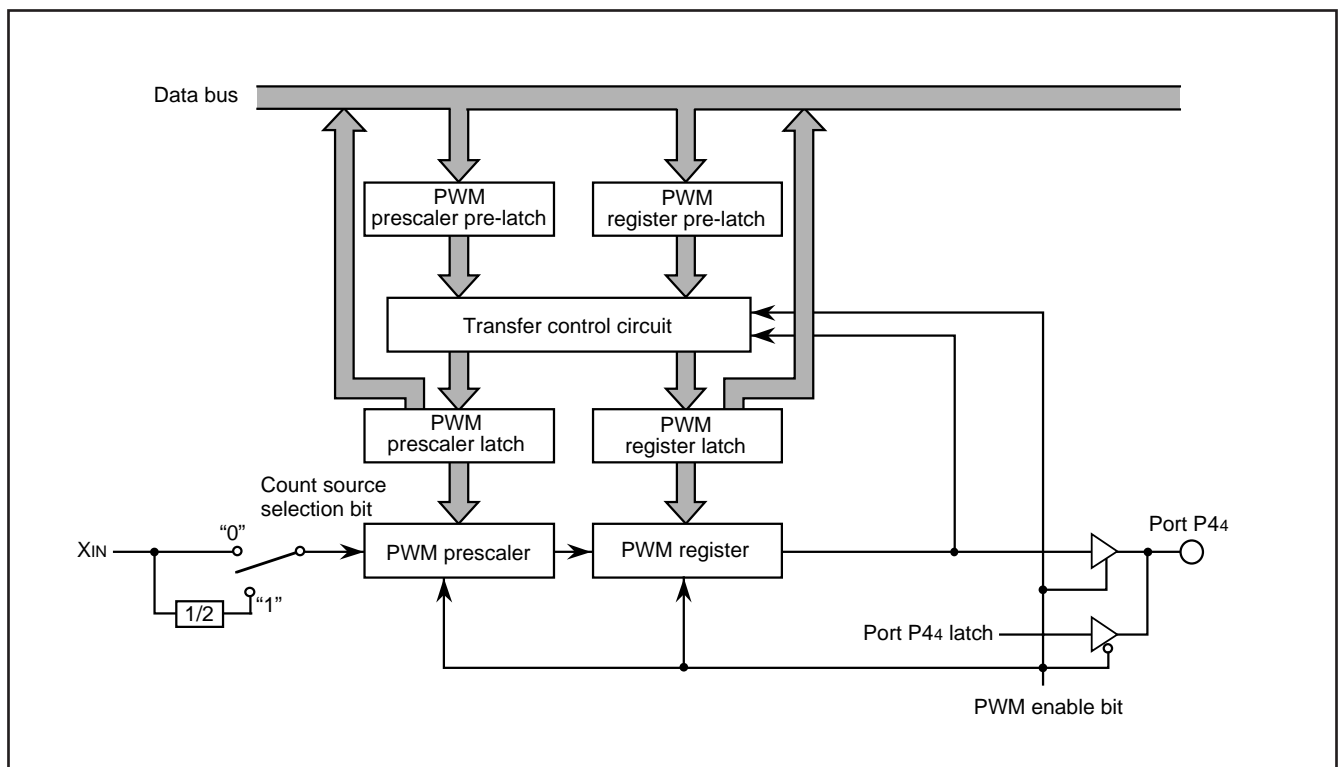 Data bus
PWM
prescaler pre-latch
PWM
register pre-latch
Transfer control circuit
PWM
prescaler latch
PWM
register latch
Count source
selection bit
Port P44
“0”
XIN
PWM prescaler
PWM register
“1”
1/2
Port P44 latch
PWM enable bit